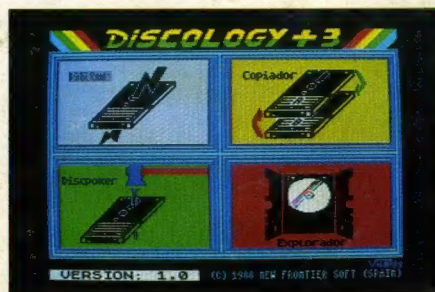 DISCOLOGY +3
Copiador
Discpoker
Explorador
VERSION: 1.0
(C) 1988 NEW FRONTIER SOFT (SPAIN)